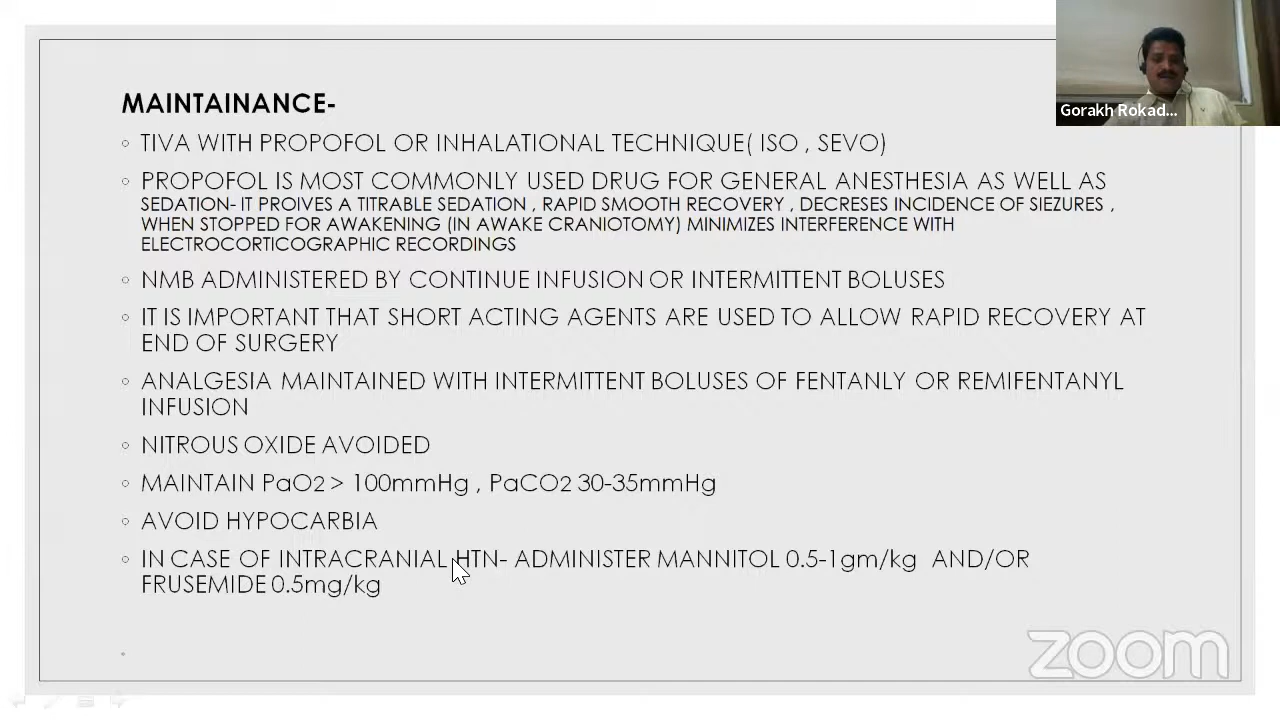 MAINTAINANCE-
TIVA WITH PROPOFOL OR INHALATIONAL TECHNIQUE( ISO , SEVO)
PROPOFOL IS MOST COMMONLY USED DRUG FOR GENERAL ANESTHESIA AS WELL AS
SEDATION- IT PROIVES A TITRABLE SEDATION , RAPID SMOOTH RECOVERY , DECRESES INCIDENCE OF SIEZURES ,
WHEN STOPPED FOR AWAKENING (IN AWAKE CRANIOTOMY) MINIMIZES INTERFERENCE WITH
ELECTROCORTICOGRAPHIC RECORDINGS
NMB ADMINISTERED BY CONTINUE INFUSION OR INTERMITTENT BOLUSES
IT IS IMPORTANT THAT SHORT ACTING AGENTS ARE USED TO ALLOW RAPID RECOVERY AT
END OF SURGERY
ANALGESIA MAINTAINED WITH INTERMITTENT BOLUSES OF FENTANLY OR REMIFENTANYL
INFUSION
NITROUS OXIDE AVOIDED
MAINTAIN PaO2 > 100mmHg , PaCO2 30-35mmHg
AVOID HYPOCARBIA
IN CASE OF INTRACRANIAL HTN- ADMINISTER MANNITOL 0.5-1gm/kg AND/OR
FRUSEMIDE 0.5mg/kg
Gorakh Rokad...
zoom